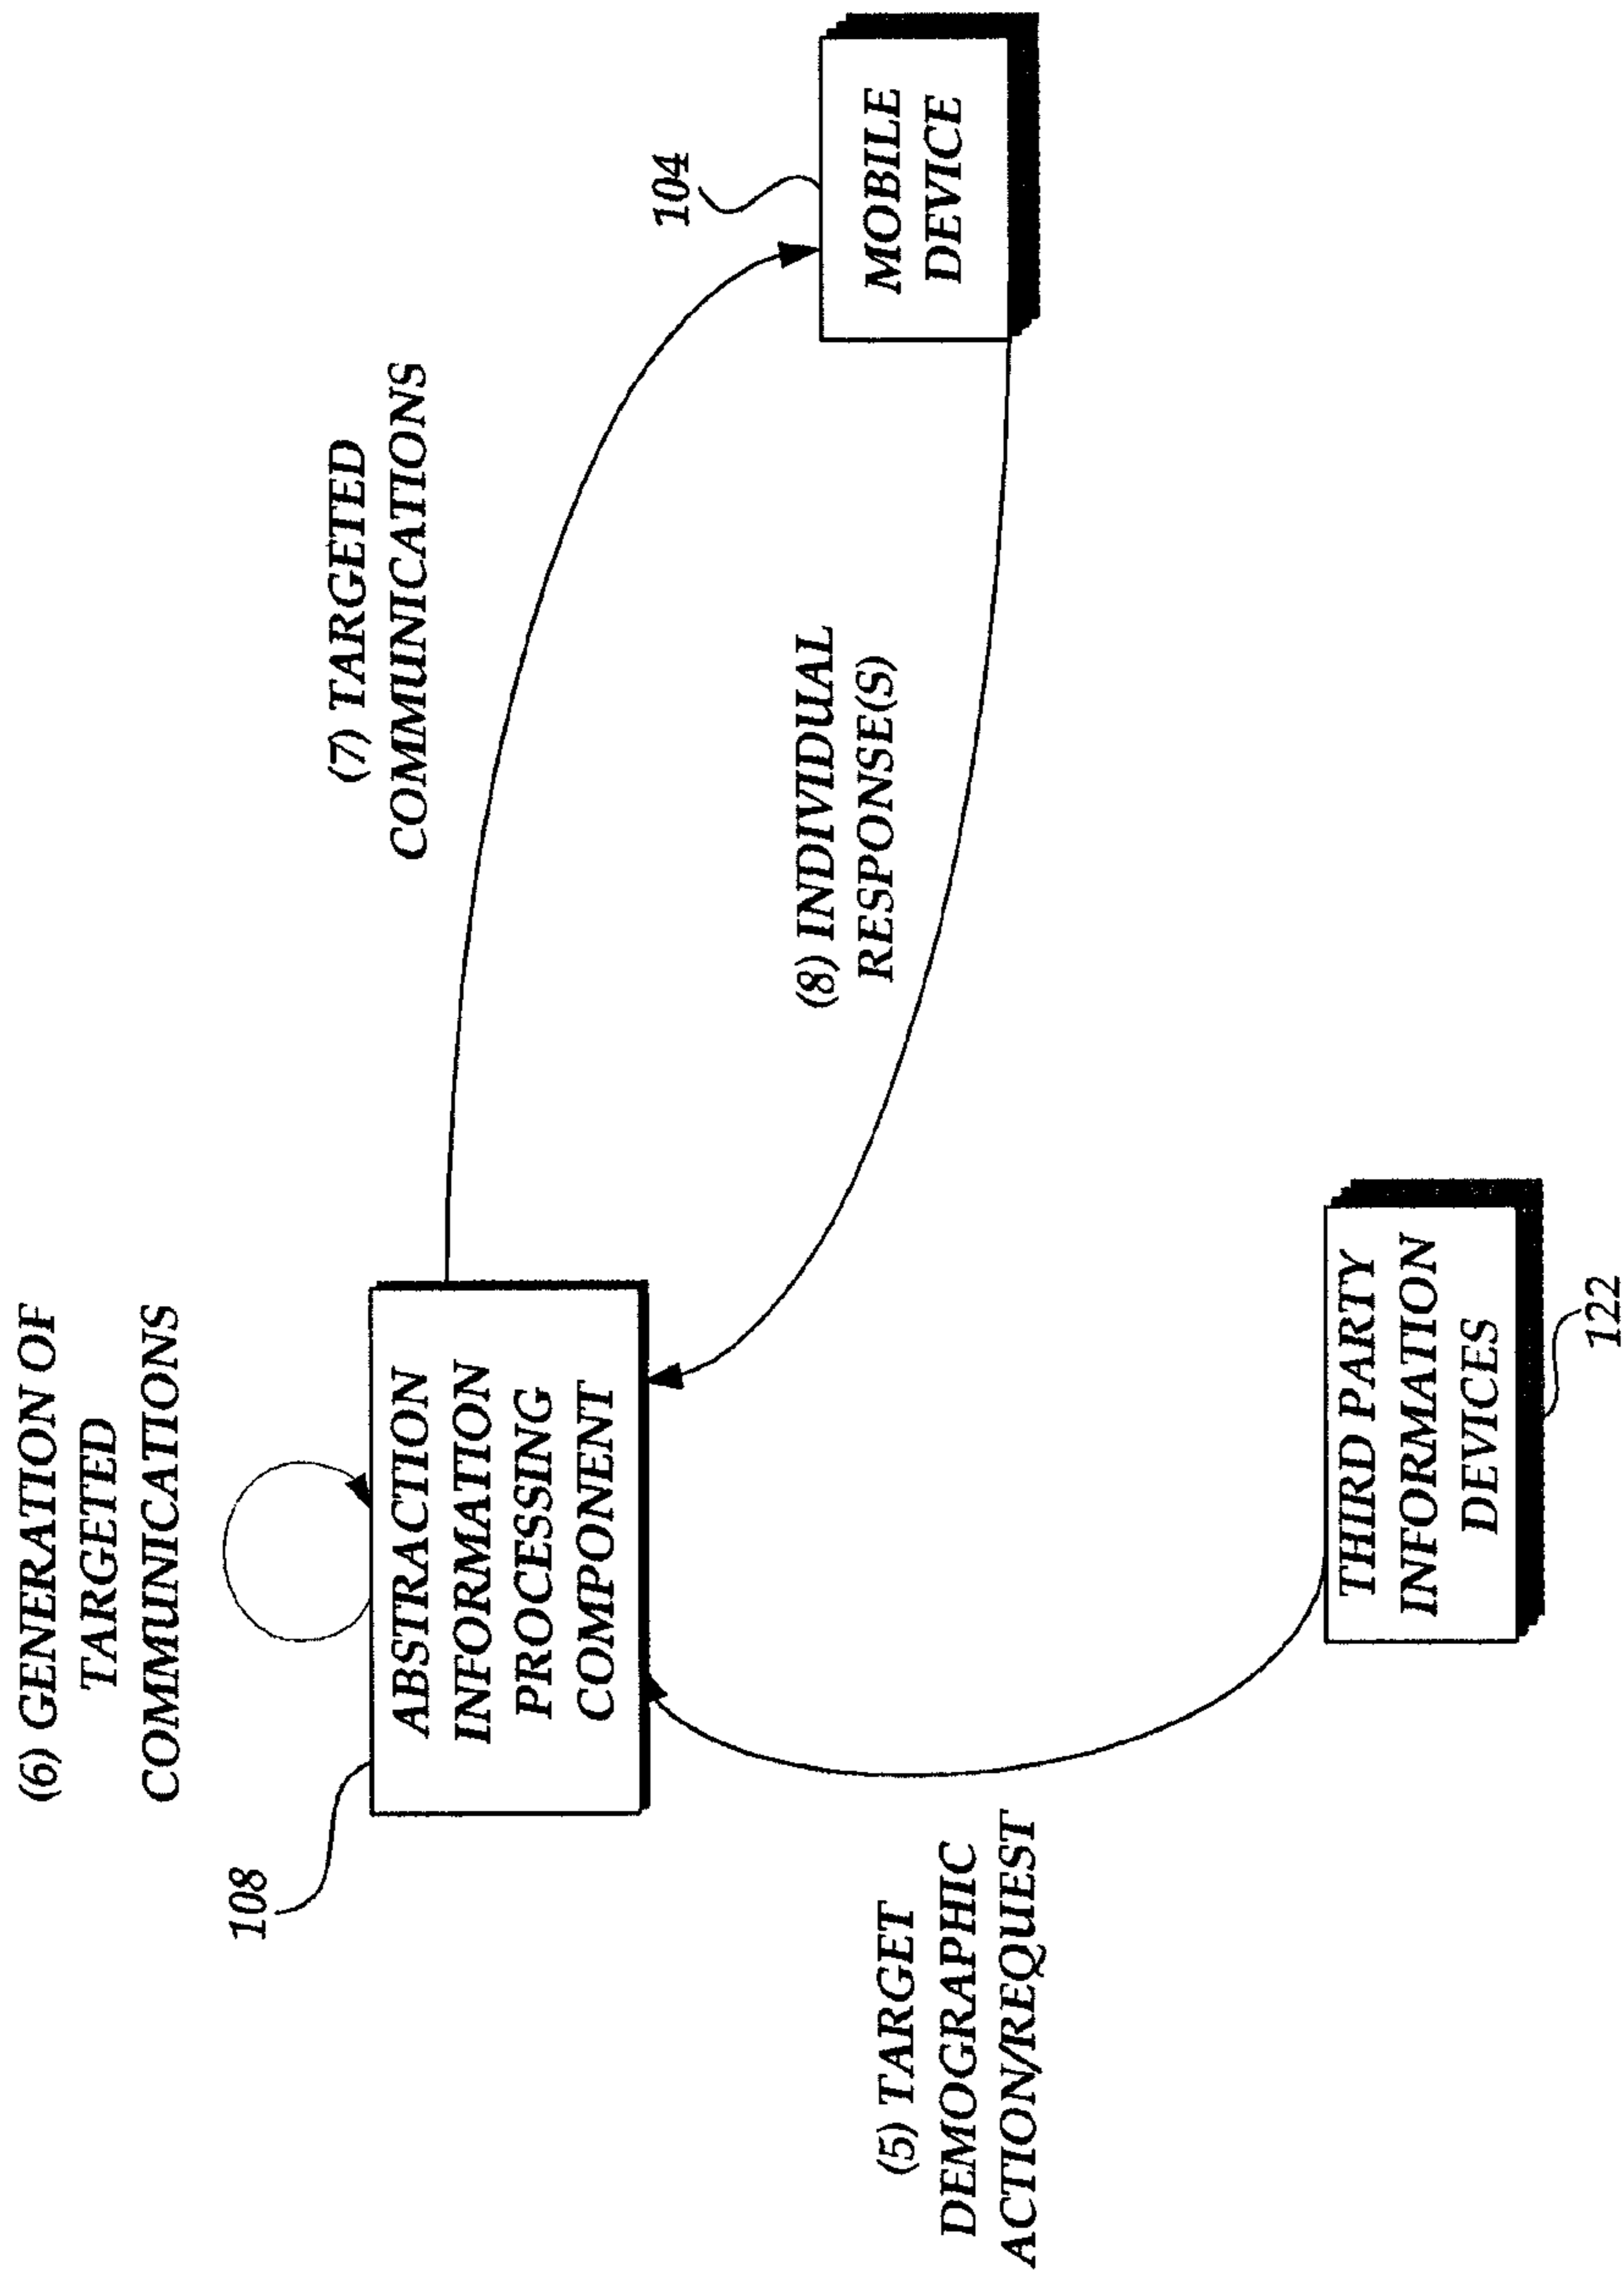 (6) GENERATION OF
TARGETED
COMMUNICATIONS
108
ABSTRACTION
INFORMATION
PROCESSING
COMPONENT
(7) TARGETED
COMMUNICATIONS
104
MOBILE
DEVICE
(8) INDIVIDUAL
RESPONSE(S)
(5) TARGET
DEMOGRAPHIC
ACTION/REQUEST
THIRD PARTY
INFORMATION
DEVICES
122